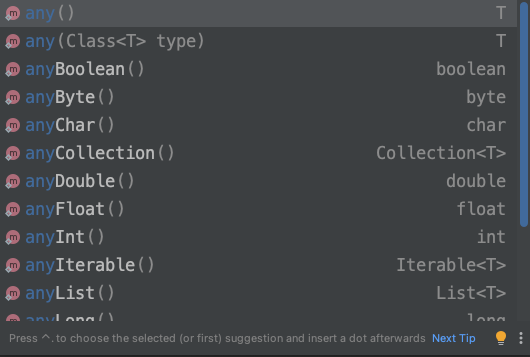 any() T
any(Class<T> type) T
anyBoolean() boolean
anyByte() byte
anyChar() char
anyCollection() Collection<T>
anyDouble() double
anyFloat() float
anyInt() int
anyIterable() Iterable<T>
anyList() List<T>
anyLong() long
Press ^. to choose the selected (or first) suggestion and insert a dot afterwards Next Tip